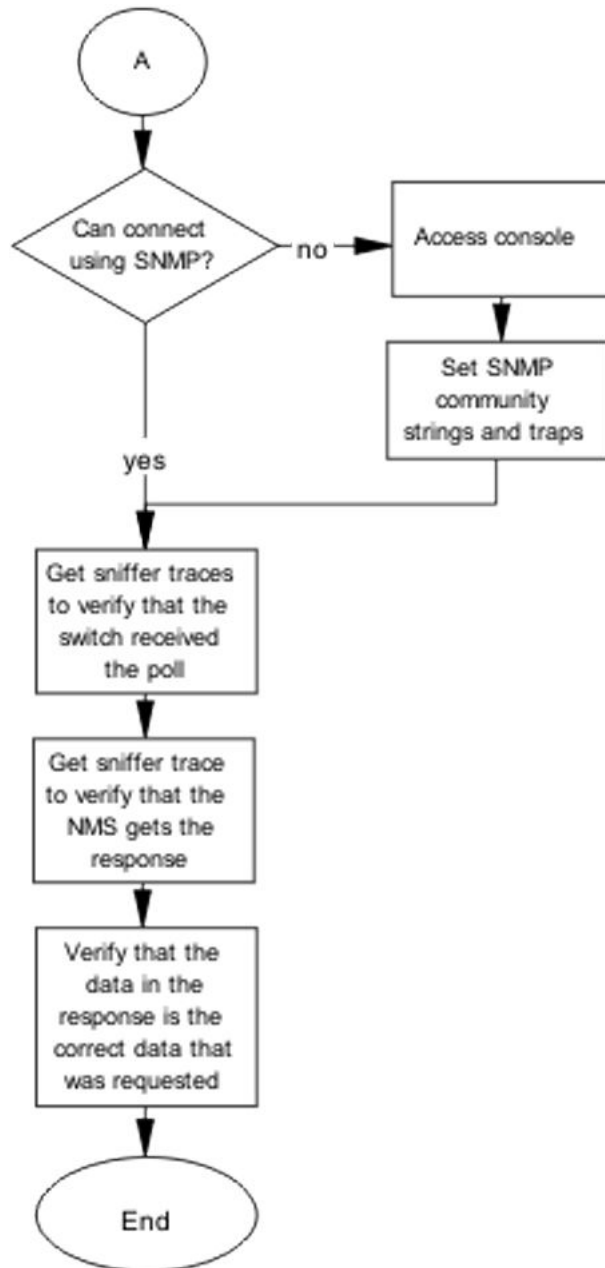 A
Can connect
using SNMP?
no
Access console
Set SNMP
community
strings and traps
yes
Get sniffer traces
to verify that the
switch received
the poll
Get sniffer trace
to verify that the
NMS gets the
response
Verify that the
data in the
response is the
correct data that
was requested
End